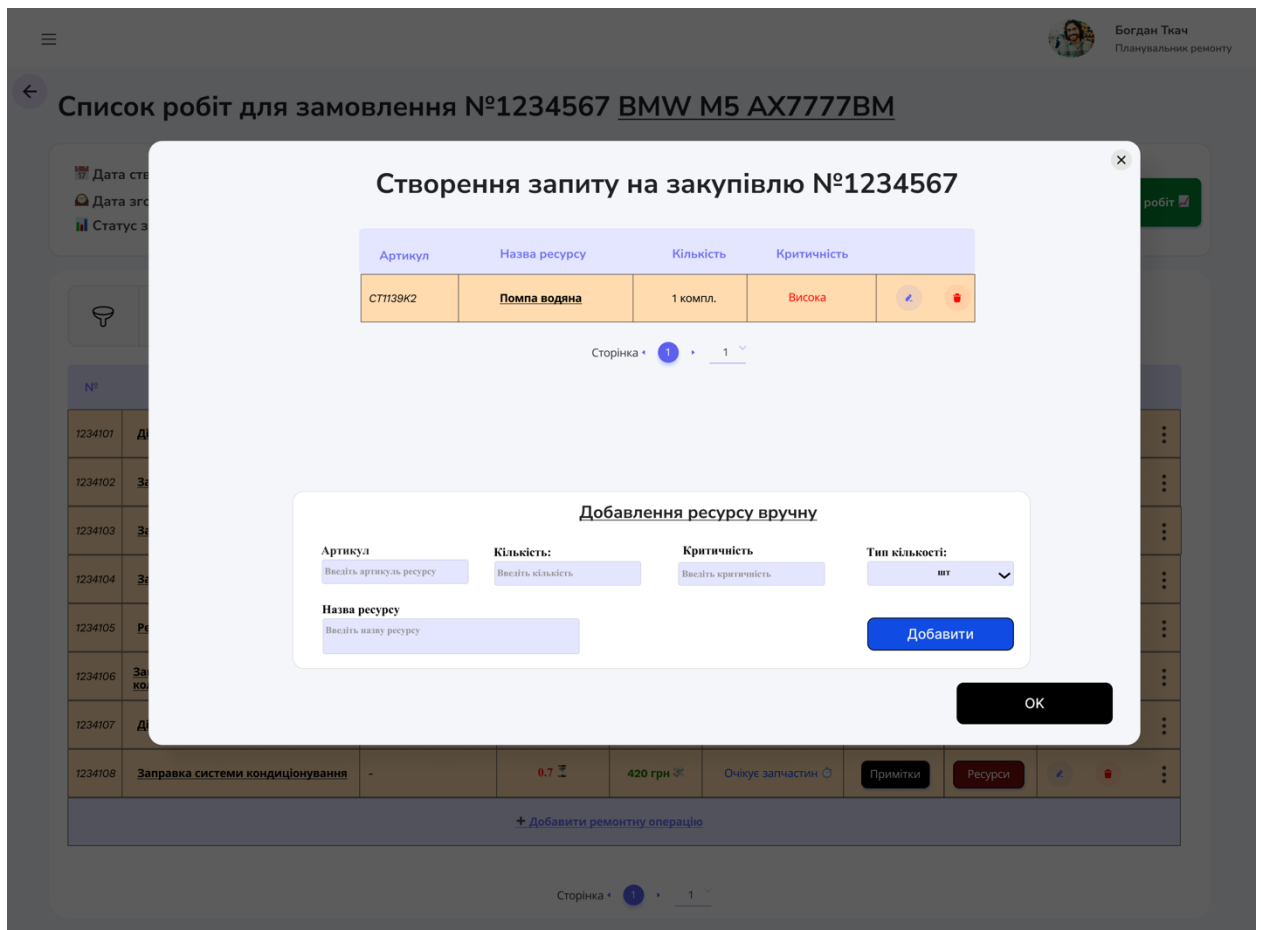 Богдан Ткач
Планувальник ремонту
Список робіт для замовлення №1234567 BMW M5 AX7777BM
Дата
Дата
Статус
робіт
Створення запиту на закупівлю №1234567
Артикул Назва ресурсу Кількість Критичність
CT1139K2 Помпа водяна 1 компл. Висока
Сторінка 1 1
№
1234101
1234102
1234103
1234104
1234105
1234106
1234107
Добавлення ресурсу вручну
Артикул Кількість: Критичність Тип кількості:
Введіть артикуль ресурсу Введіть кількість Введіть критичність шт
Назва ресурсу
Введіть назву ресурсу
Добавити
OK
1234108 Заправка системи кондиціонування - 0.7 420 грн Очікує запчастин Примітки Ресурси
+ Добавити ремонтну операцію
Сторінка 1 1